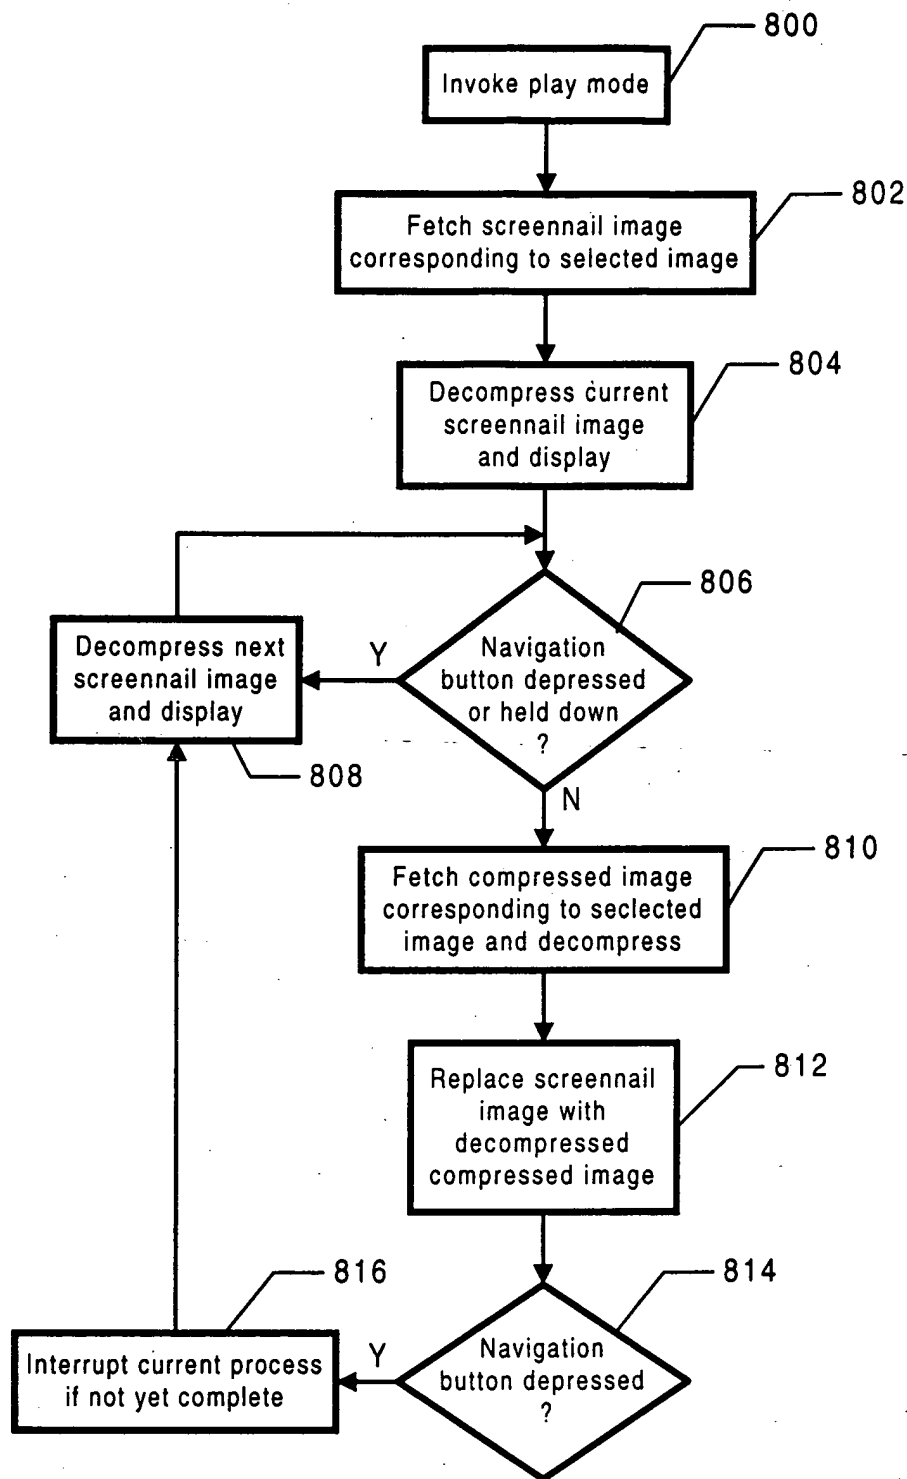 800
Invoke play mode
802
Fetch screennail image
corresponding to selected image
804
Decompress current
screennail image
and display
806
Navigation
button depressed
or held down
?
Y
Decompress next
screennail image
and display
808
N
810
Fetch compressed image
corresponding to seclected
image and decompress
812
Replace screennail
image with
decompressed
compressed image
814
Navigation
button depressed
?
Y
816
Interrupt current process
if not yet complete